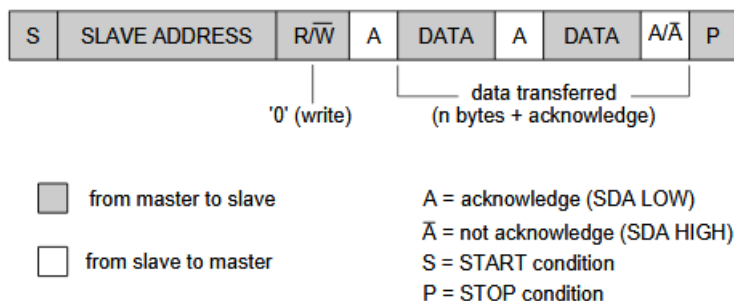 S SLAVE ADDRESS R/W̅ A DATA A DATA A/A̅ P
data transferred
'0' (write) (n bytes + acknowledge)
from master to slave A = acknowledge (SDA LOW)
A̅ = not acknowledge (SDA HIGH)
from slave to master S = START condition
P = STOP condition